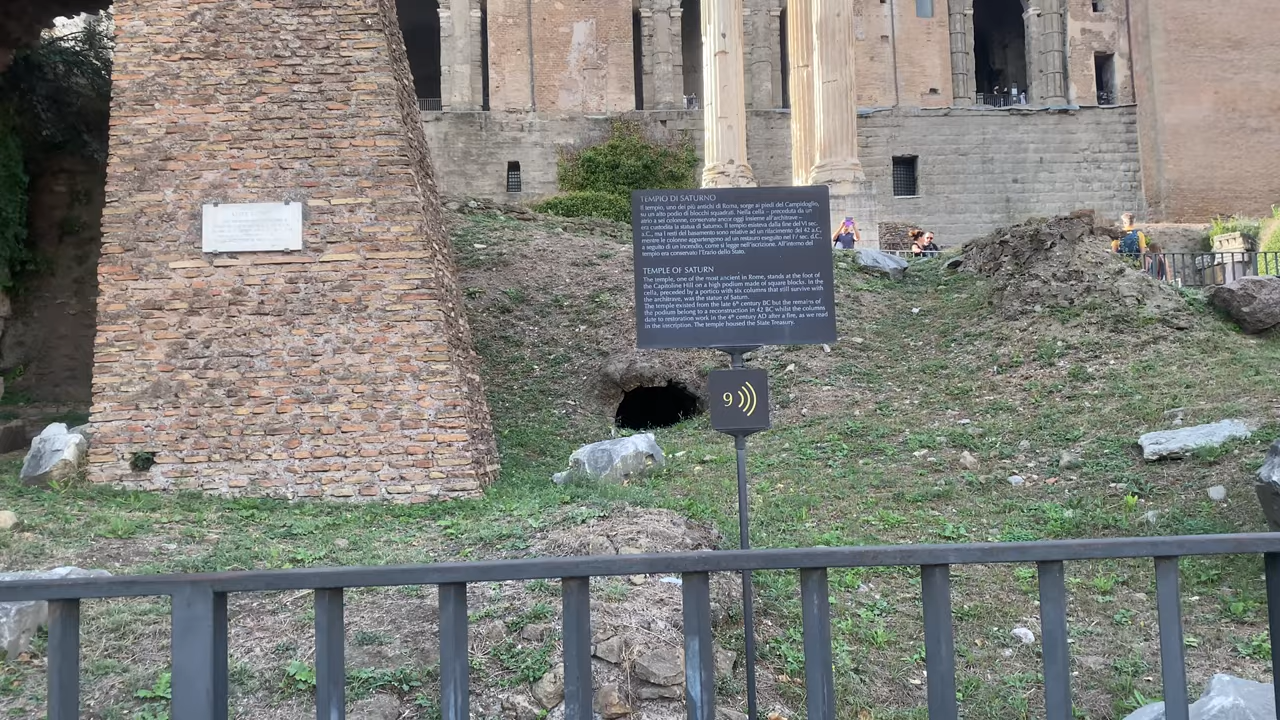 TEMPIO DI SATURNO
Il tempio, uno dei più antichi di Roma, sorge ai piedi del Campidoglio,
su un alto podio di blocchi squadrati. Nella cella – preceduta da un
atrio a sei colonne, conservate ancor oggi insieme all'architrave –
era custodita la statua di Saturno. Il tempio esisteva dalla fine del VI sec.
a.C., ma i resti del basamento sono relativi ad un rifacimento del 42 a.C.,
mentre le colonne appartengono ad un restauro eseguito nel IV sec. d.C.,
a seguito di un incendio, come si legge nell'iscrizione. All'interno del
tempio era conservato l'Erario dello Stato.
TEMPLE OF SATURN
The temple, one of the most ancient in Rome, stands at the foot of
the Capitoline Hill on a high podium made of square blocks. In the
cella, preceded by a portico with six columns that still survive with
the architrave, was the statue of Saturn.
The temple existed from the late 6th century BC but the remains of
the podium belong to a reconstruction in 42 BC whilst the columns
date to restoration work in the 4th century AD after a fire, as we read
in the inscription. The temple housed the State Treasury.
9